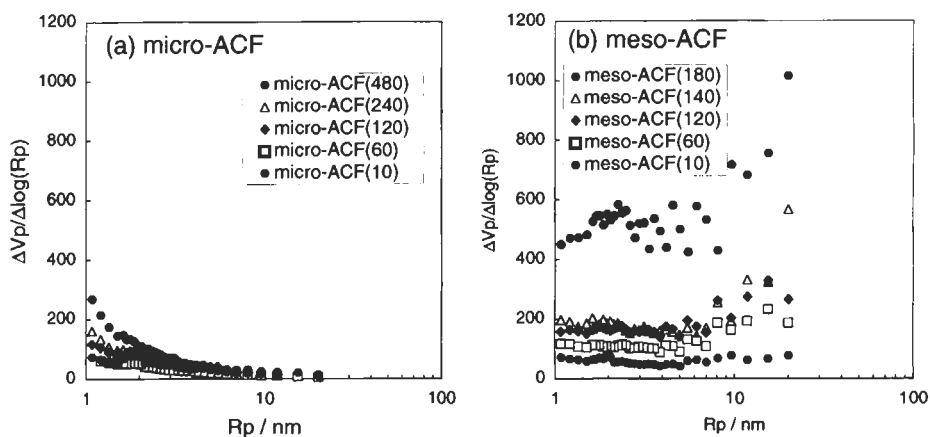 (a) micro-ACF
micro-ACF(480)
micro-ACF(240)
micro-ACF(120)
micro-ACF(60)
micro-ACF(10)
ΔVp/Δlog(Rp)
1200
1000
800
600
400
200
0
1
10
100
Rp / nm
(b) meso-ACF
meso-ACF(180)
meso-ACF(140)
meso-ACF(120)
meso-ACF(60)
meso-ACF(10)
ΔVp/Δlog(Rp)
1200
1000
800
600
400
200
0
1
10
100
Rp / nm